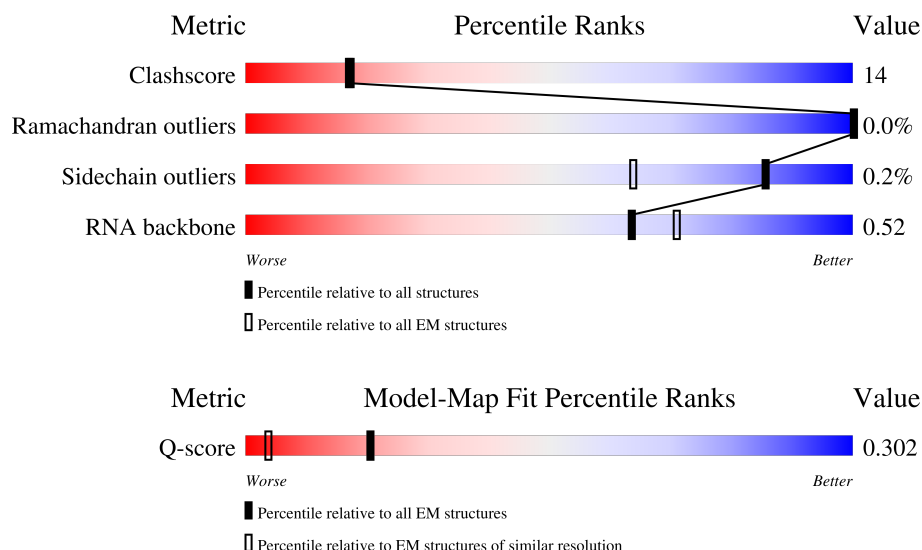 Metric Percentile Ranks Value
Clashscore 14
Ramachandran outliers 0.0%
Sidechain outliers 0.2%
RNA backbone 0.52
Worse Better
Percentile relative to all structures
Percentile relative to all EM structures
Metric Model-Map Fit Percentile Ranks Value
Q-score 0.302
Worse Better
Percentile relative to all EM structures
Percentile relative to EM structures of similar resolution